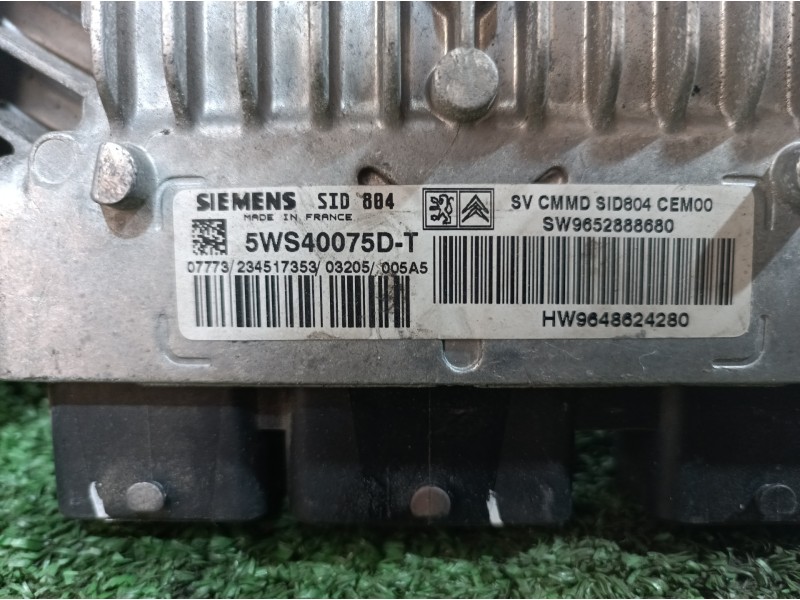 SIEMENS SID 804
MADE IN FRANCE
5WS40075D-T
07773/234517353/03205/005A5
SV CMMD SID804 CEM00
SW9652888680
HW9648624280